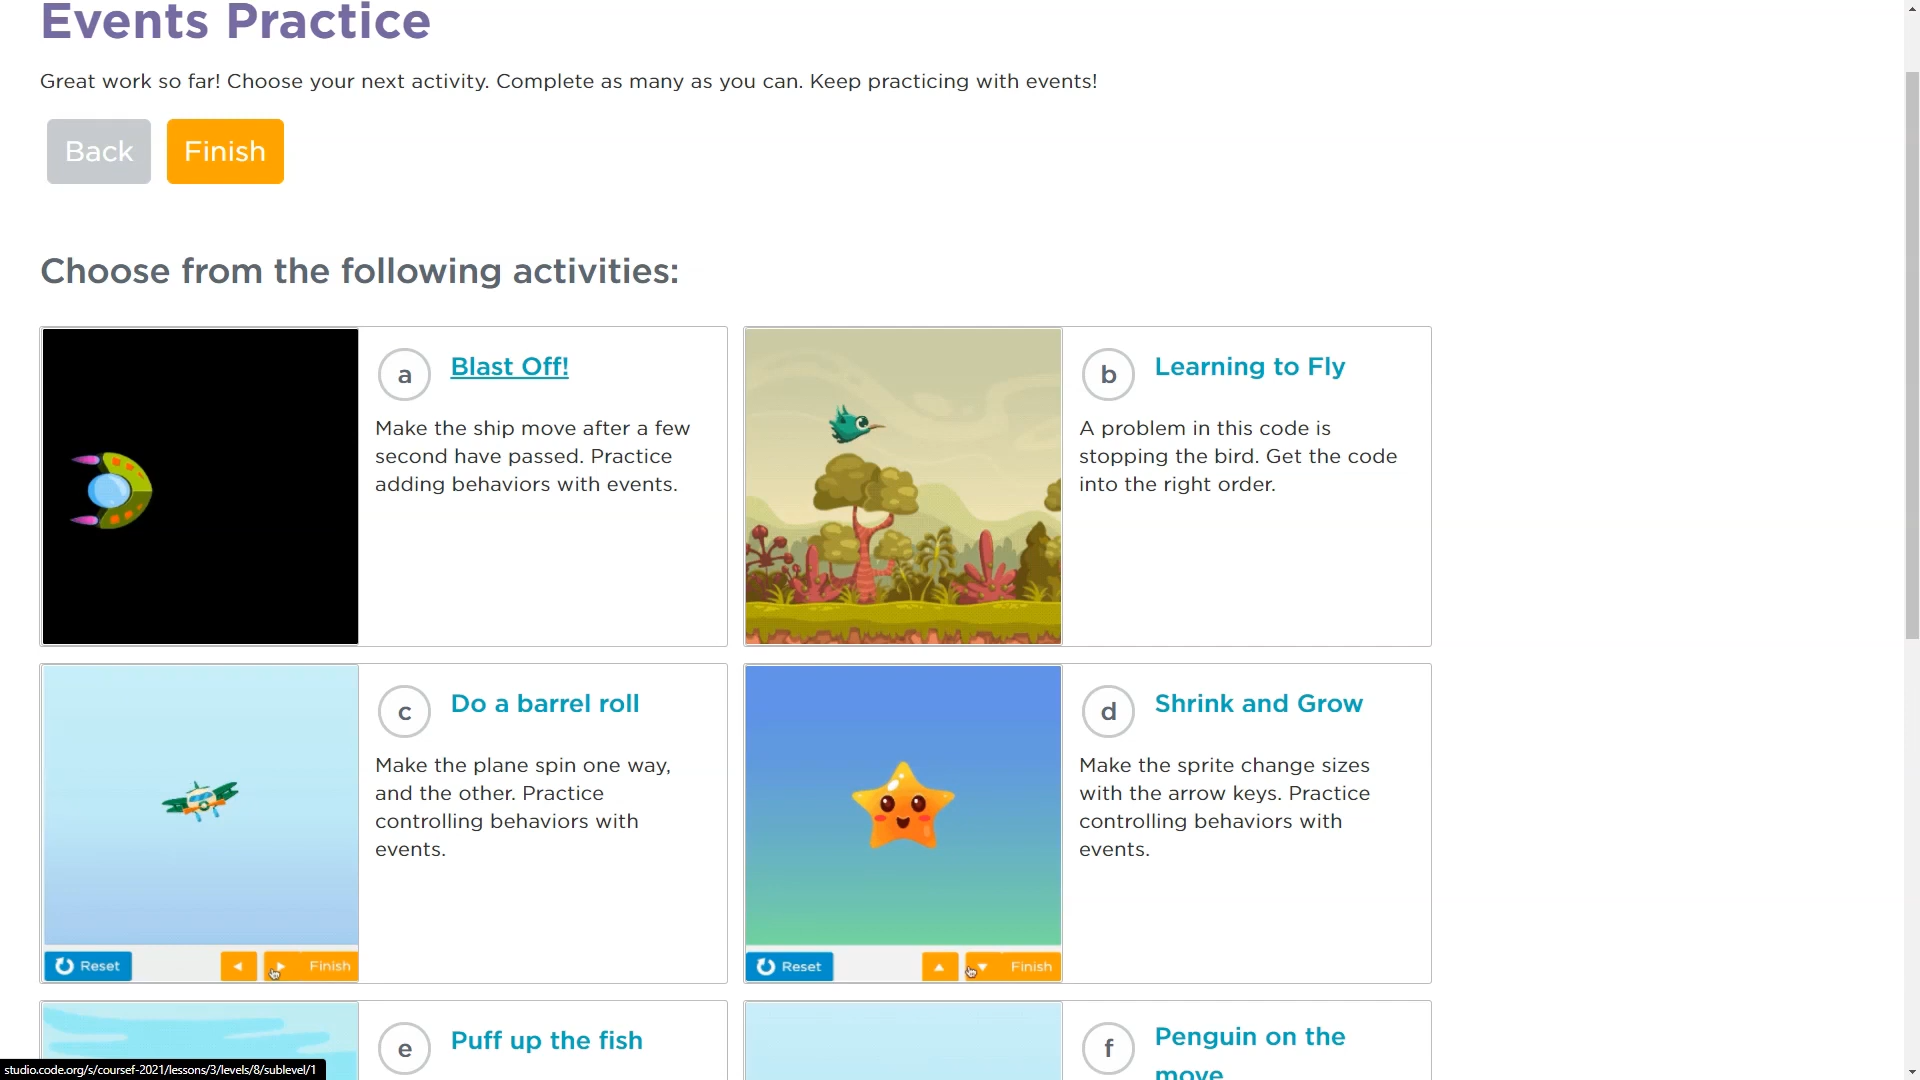 Events Practice
Great work so far! Choose your next activity. Complete as many as you can. Keep practicing with events!
Back
Finish
Choose from the following activities:
a
Blast Off!
Make the ship move after a few
second have passed. Practice
adding behaviors with events.
b
Learning to Fly
A problem in this code is
stopping the bird. Get the code
into the right order.
c
Do a barrel roll
Make the plane spin one way,
and the other. Practice
controlling behaviors with
events.
Reset
Finish
d
Shrink and Grow
Make the sprite change sizes
with the arrow keys. Practice
controlling behaviors with
events.
Reset
Finish
e
Puff up the fish
f
Penguin on the
move
studio.code.org/s/coursef-2021/lessons/3/levels/8/sublevel/1